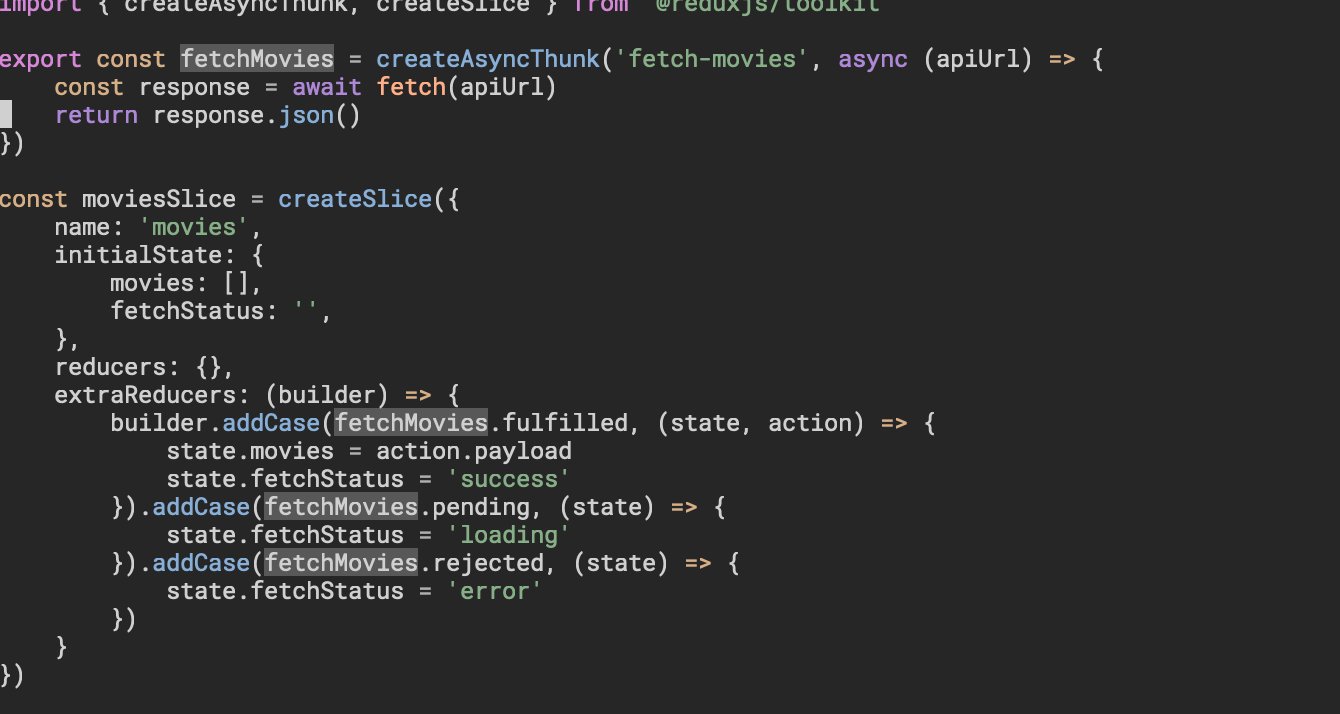 import { createAsyncThunk, createSlice } from '@reduxjs/toolkit'
export const fetchMovies = createAsyncThunk('fetch-movies', async (apiUrl) => {
    const response = await fetch(apiUrl)
    return response.json()
})
const moviesSlice = createSlice({
    name: 'movies',
    initialState: {
        movies: [],
        fetchStatus: '',
    },
    reducers: {},
    extraReducers: (builder) => {
        builder.addCase(fetchMovies.fulfilled, (state, action) => {
            state.movies = action.payload
            state.fetchStatus = 'success'
        }).addCase(fetchMovies.pending, (state) => {
            state.fetchStatus = 'loading'
        }).addCase(fetchMovies.rejected, (state) => {
            state.fetchStatus = 'error'
        })
    }
})